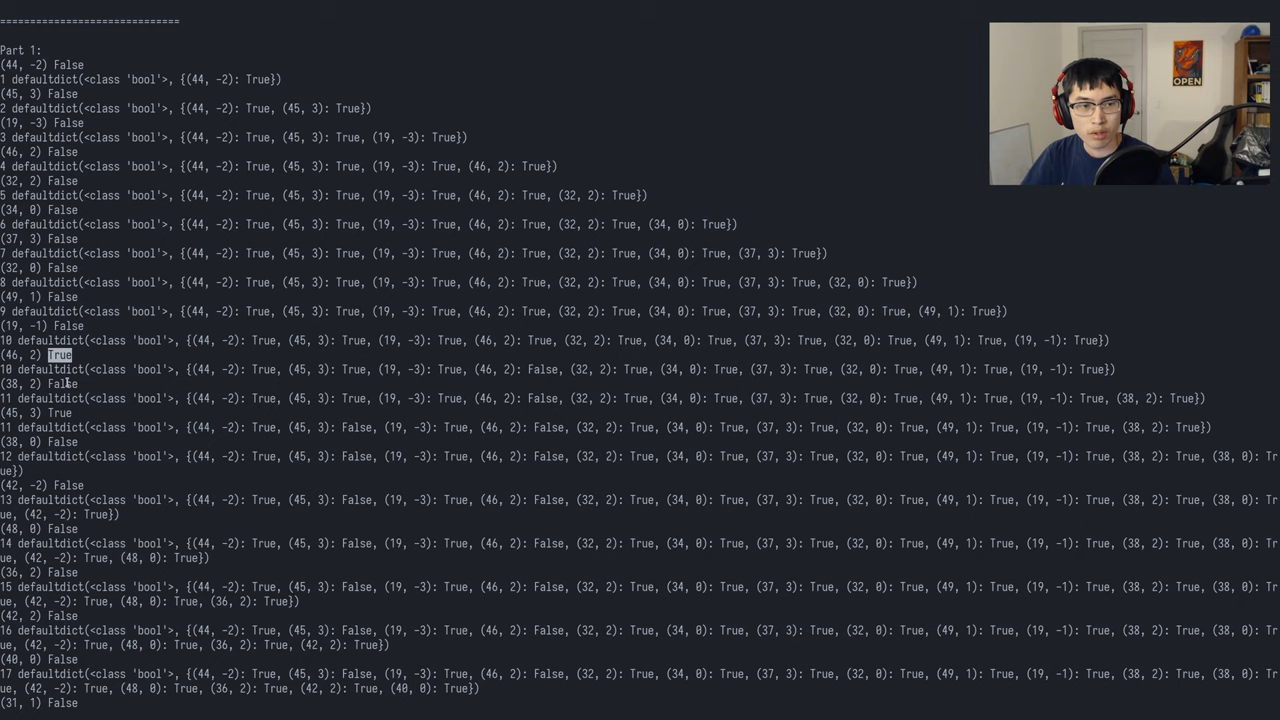 ==============================
Part 1:
(44, -2) False
1 defaultdict(<class 'bool'>, {(44, -2): True})
(45, 3) False
2 defaultdict(<class 'bool'>, {(44, -2): True, (45, 3): True})
(19, -3) False
3 defaultdict(<class 'bool'>, {(44, -2): True, (45, 3): True, (19, -3): True})
(46, 2) False
4 defaultdict(<class 'bool'>, {(44, -2): True, (45, 3): True, (19, -3): True, (46, 2): True})
(32, 2) False
5 defaultdict(<class 'bool'>, {(44, -2): True, (45, 3): True, (19, -3): True, (46, 2): True, (32, 2): True})
(34, 0) False
6 defaultdict(<class 'bool'>, {(44, -2): True, (45, 3): True, (19, -3): True, (46, 2): True, (32, 2): True, (34, 0): True})
(37, 3) False
7 defaultdict(<class 'bool'>, {(44, -2): True, (45, 3): True, (19, -3): True, (46, 2): True, (32, 2): True, (34, 0): True, (37, 3): True})
(32, 0) False
8 defaultdict(<class 'bool'>, {(44, -2): True, (45, 3): True, (19, -3): True, (46, 2): True, (32, 2): True, (34, 0): True, (37, 3): True, (32, 0): True})
(49, 1) False
9 defaultdict(<class 'bool'>, {(44, -2): True, (45, 3): True, (19, -3): True, (46, 2): True, (32, 2): True, (34, 0): True, (37, 3): True, (32, 0): True, (49, 1): True})
(19, -1) False
10 defaultdict(<class 'bool'>, {(44, -2): True, (45, 3): True, (19, -3): True, (46, 2): True, (32, 2): True, (34, 0): True, (37, 3): True, (32, 0): True, (49, 1): True, (19, -1): True})
(46, 2) True
10 defaultdict(<class 'bool'>, {(44, -2): True, (45, 3): True, (19, -3): True, (46, 2): False, (32, 2): True, (34, 0): True, (37, 3): True, (32, 0): True, (49, 1): True, (19, -1): True})
(38, 2) False
11 defaultdict(<class 'bool'>, {(44, -2): True, (45, 3): True, (19, -3): True, (46, 2): False, (32, 2): True, (34, 0): True, (37, 3): True, (32, 0): True, (49, 1): True, (19, -1): True, (38, 2): True})
(45, 3) True
11 defaultdict(<class 'bool'>, {(44, -2): True, (45, 3): False, (19, -3): True, (46, 2): False, (32, 2): True, (34, 0): True, (37, 3): True, (32, 0): True, (49, 1): True, (19, -1): True, (38, 2): True})
(38, 0) False
12 defaultdict(<class 'bool'>, {(44, -2): True, (45, 3): False, (19, -3): True, (46, 2): False, (32, 2): True, (34, 0): True, (37, 3): True, (32, 0): True, (49, 1): True, (19, -1): True, (38, 2): True, (38, 0): Tr
ue})
(42, -2) False
13 defaultdict(<class 'bool'>, {(44, -2): True, (45, 3): False, (19, -3): True, (46, 2): False, (32, 2): True, (34, 0): True, (37, 3): True, (32, 0): True, (49, 1): True, (19, -1): True, (38, 2): True, (38, 0): Tr
ue, (42, -2): True})
(48, 0) False
14 defaultdict(<class 'bool'>, {(44, -2): True, (45, 3): False, (19, -3): True, (46, 2): False, (32, 2): True, (34, 0): True, (37, 3): True, (32, 0): True, (49, 1): True, (19, -1): True, (38, 2): True, (38, 0): Tr
ue, (42, -2): True, (48, 0): True})
(36, 2) False
15 defaultdict(<class 'bool'>, {(44, -2): True, (45, 3): False, (19, -3): True, (46, 2): False, (32, 2): True, (34, 0): True, (37, 3): True, (32, 0): True, (49, 1): True, (19, -1): True, (38, 2): True, (38, 0): Tr
ue, (42, -2): True, (48, 0): True, (36, 2): True})
(42, 2) False
16 defaultdict(<class 'bool'>, {(44, -2): True, (45, 3): False, (19, -3): True, (46, 2): False, (32, 2): True, (34, 0): True, (37, 3): True, (32, 0): True, (49, 1): True, (19, -1): True, (38, 2): True, (38, 0): Tr
ue, (42, -2): True, (48, 0): True, (36, 2): True, (42, 2): True})
(40, 0) False
17 defaultdict(<class 'bool'>, {(44, -2): True, (45, 3): False, (19, -3): True, (46, 2): False, (32, 2): True, (34, 0): True, (37, 3): True, (32, 0): True, (49, 1): True, (19, -1): True, (38, 2): True, (38, 0): Tr
ue, (42, -2): True, (48, 0): True, (36, 2): True, (42, 2): True, (40, 0): True})
(31, 1) False
OPEN